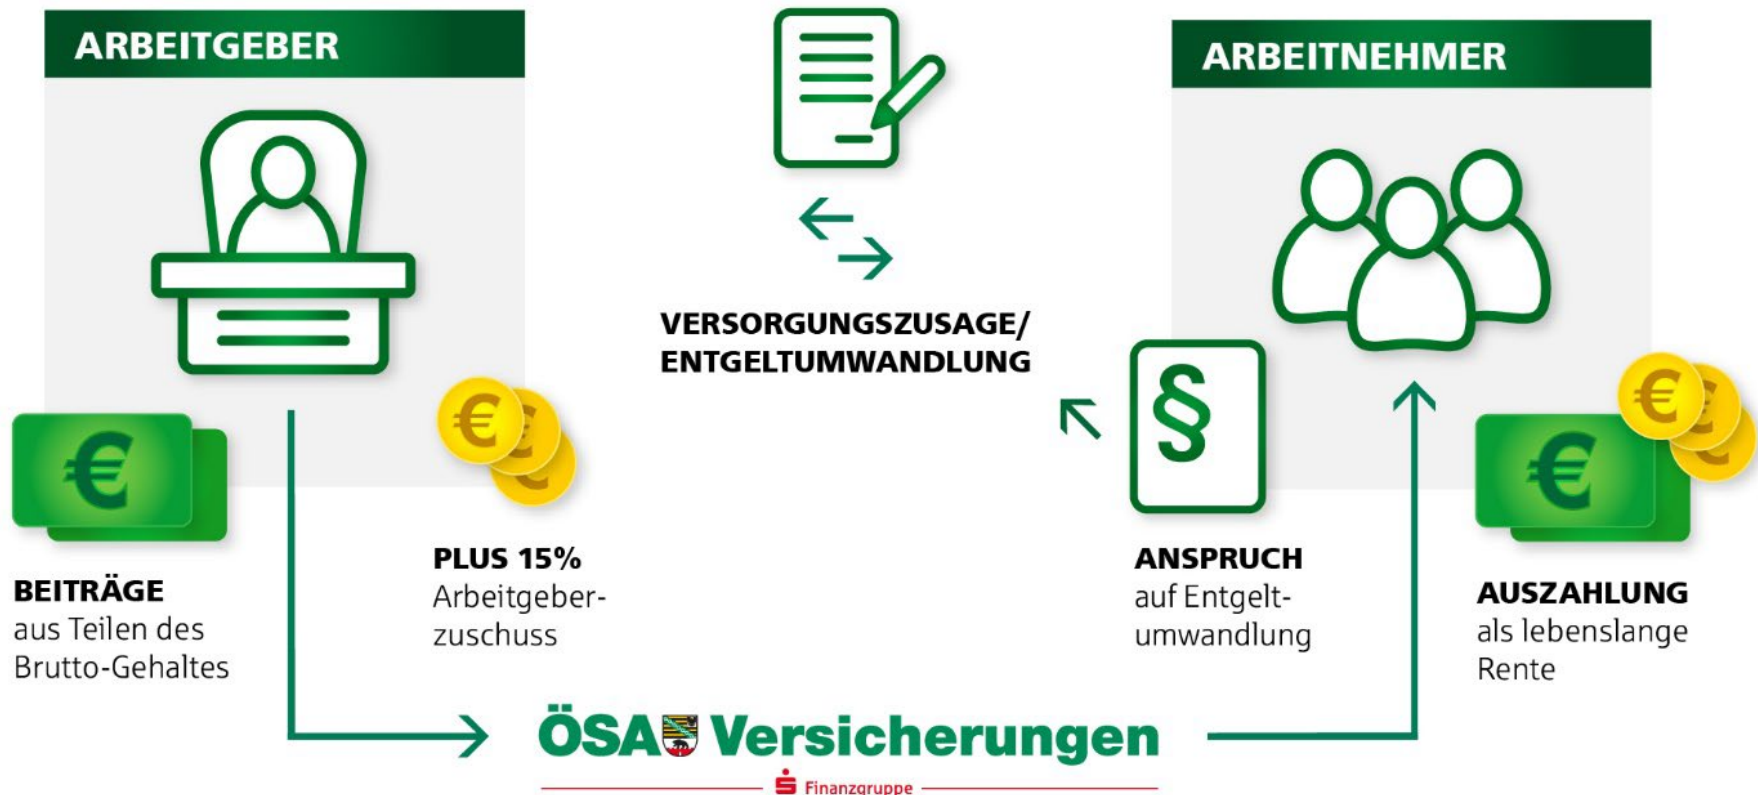 ARBEITGEBER
ARBEITNEHMER
VERSORGUNGSZUSAGE/
ENTGELTUMWANDLUNG
§
€
€
€
€
€
€
€
€
BEITRÄGE
aus Teilen des
Brutto-Gehaltes
PLUS 15%
Arbeitgeber-
zuschuss
ANSPRUCH
auf Entgelt-
umwandlung
AUSZAHLUNG
als lebenslange
Rente
ÖSA Versicherungen
Finanzgruppe